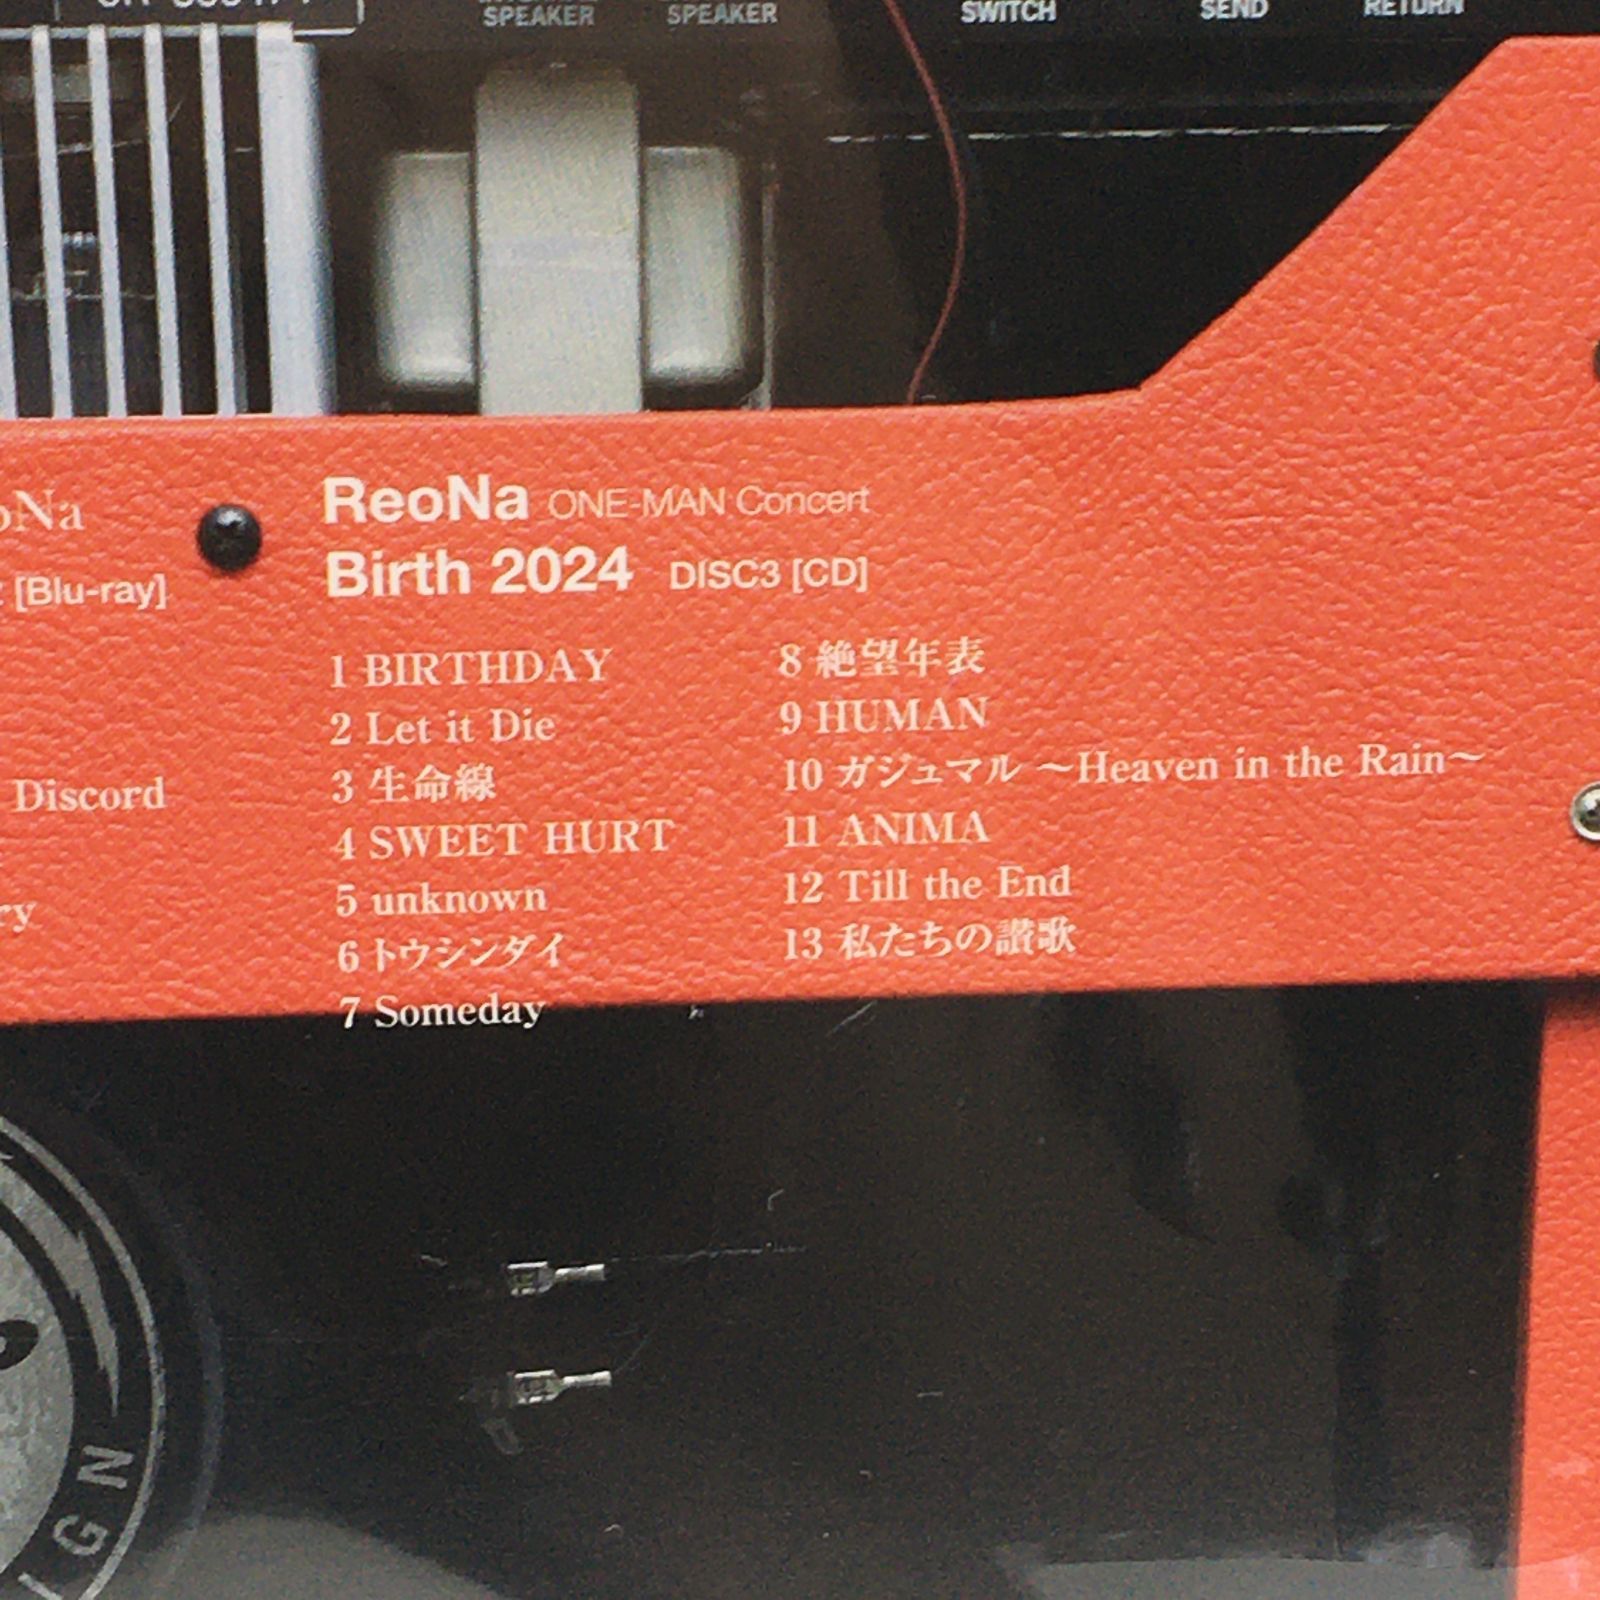 SPEAKER
SPEAKER
SWITCH
SEND
RETURN
[Blu-ray]
Discord
ReoNa ONE-MAN Concert
Birth 2024 DISC3 [CD]
1 BIRTHDAY
2 Let it Die
3 生命線
4 SWEET HURT
5 unknown
6 トウシンダイ
7 Someday
8 絶望年表
9 HUMAN
10 ガジュマル ～Heaven in the Rain～
11 ANIMA
12 Till the End
13 私たちの讃歌